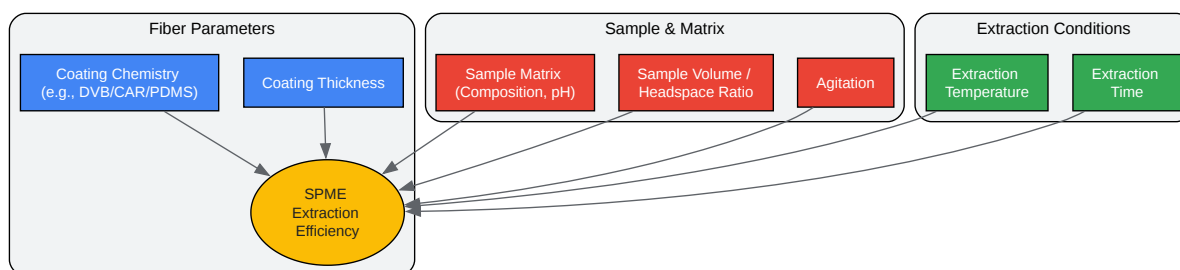 Fiber Parameters
Sample & Matrix
Extraction Conditions
Coating Chemistry
(e.g., DVB/CAR/PDMS)
Coating Thickness
Sample Matrix
(Composition, pH)
Sample Volume /
Headspace Ratio
Agitation
Extraction
Temperature
Extraction
Time
SPME
Extraction
Efficiency